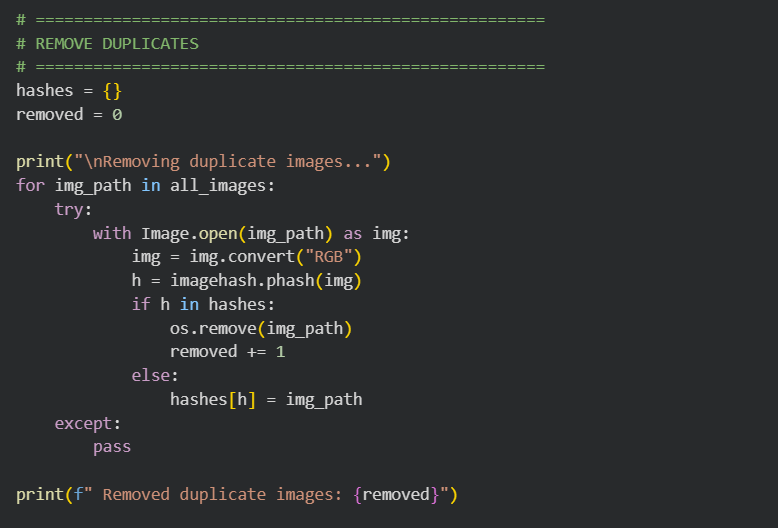 # =====================================================
# REMOVE DUPLICATES
# =====================================================
hashes = {}
removed = 0

print("\nRemoving duplicate images...")
for img_path in all_images:
    try:
        with Image.open(img_path) as img:
            img = img.convert("RGB")
            h = imagehash.phash(img)
            if h in hashes:
                os.remove(img_path)
                removed += 1
            else:
                hashes[h] = img_path
    except:
        pass

print(f" Removed duplicate images: {removed}")